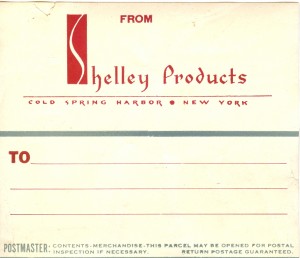 FROM
Shelley Products
COLD SPRING HARBOR • NEW YORK
TO
POSTMASTER: CONTENTS-MERCHANDISE-THIS PARCEL MAY BE OPENED FOR POSTAL
INSPECTION IF NECESSARY. RETURN POSTAGE GUARANTEED.